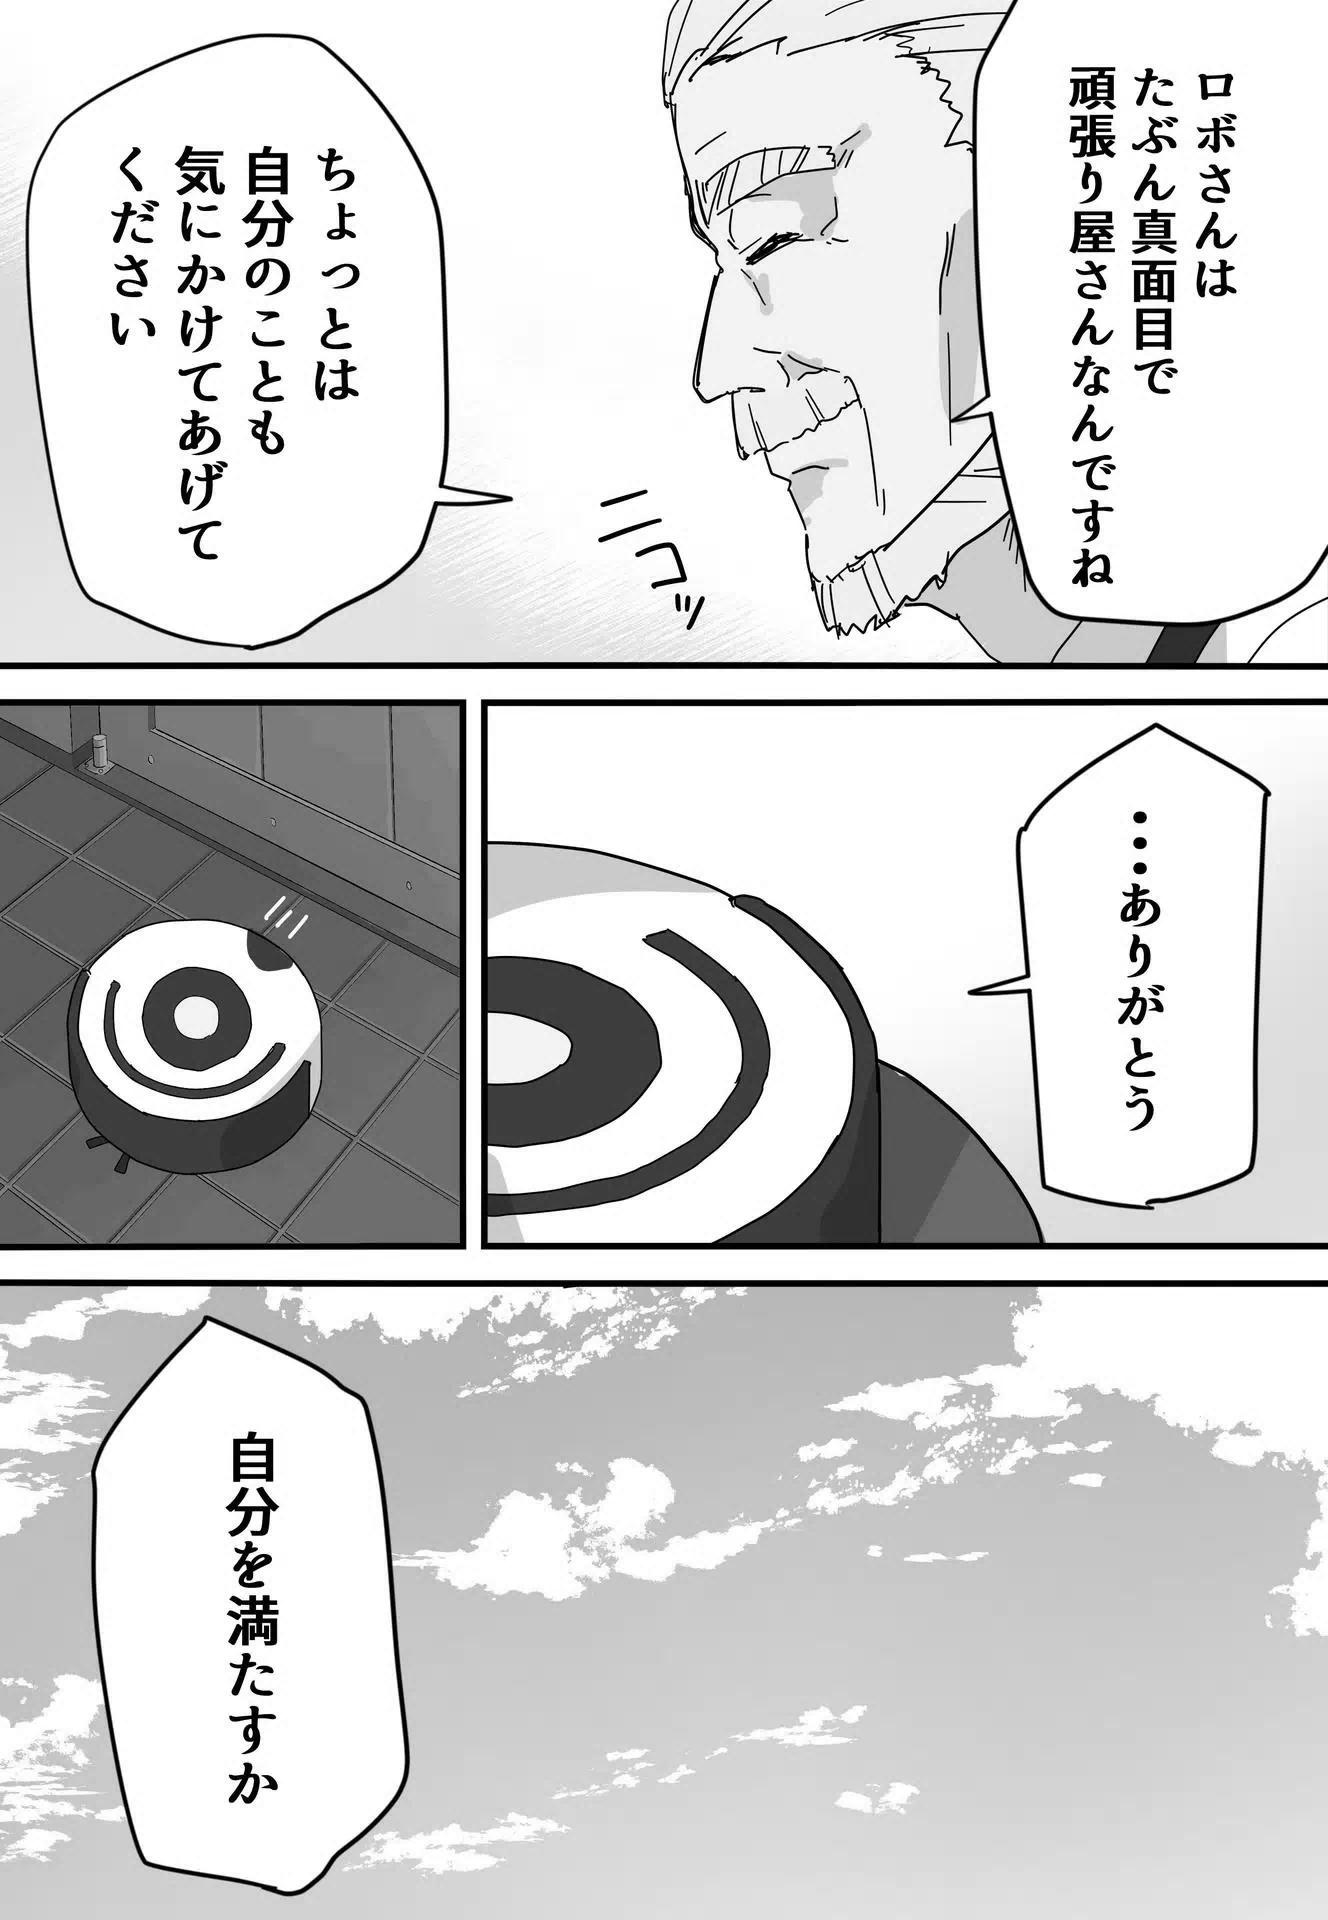 ロボさんは
たぶん真面目で
頑張り屋さんなんですね
ちょっとは
自分のことも
気にかけてあげて
ください
ニコッ
…ありがとう
自分を満たすか